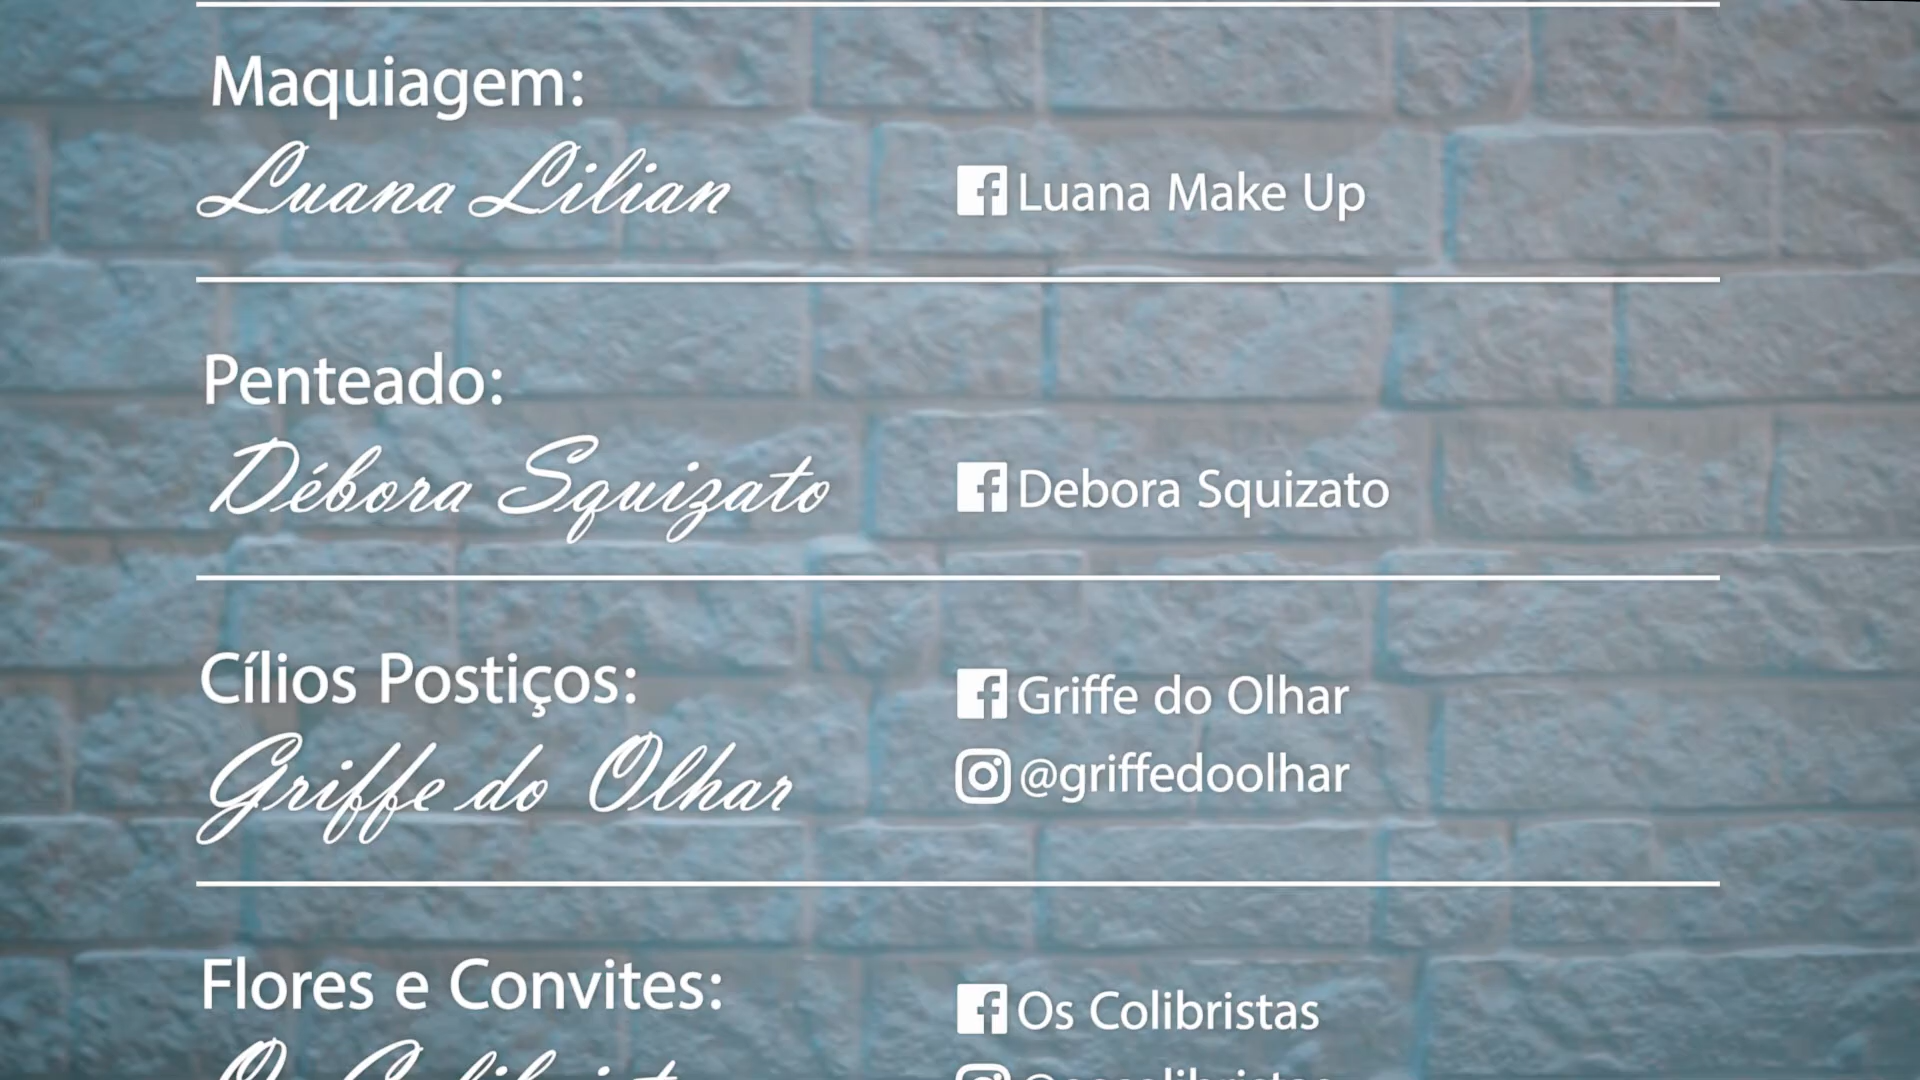 Maquiagem:
Luana Lilian
Luana Make Up
Penteado:
Débora Squizato
Debora Squizato
Cílios Postiços:
Griffe do Olhar
Griffe do Olhar
@griffedoolhar
Flores e Convites:
Os Colibristas